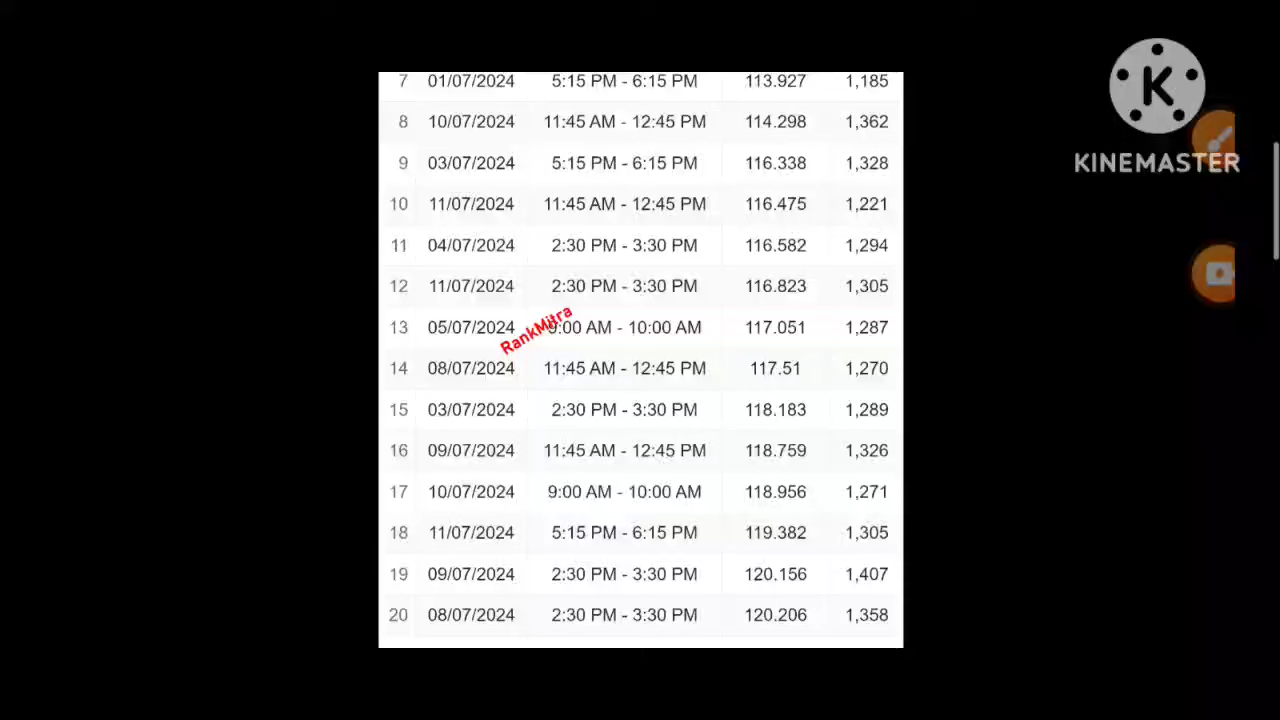 7 01/07/2024 5:15 PM - 6:15 PM 113.927 1,185
8 10/07/2024 11:45 AM - 12:45 PM 114.298 1,362
9 03/07/2024 5:15 PM - 6:15 PM 116.338 1,328
10 11/07/2024 11:45 AM - 12:45 PM 116.475 1,221
11 04/07/2024 2:30 PM - 3:30 PM 116.582 1,294
12 11/07/2024 2:30 PM - 3:30 PM 116.823 1,305
13 05/07/2024 9:00 AM - 10:00 AM 117.051 1,287
14 08/07/2024 11:45 AM - 12:45 PM 117.51 1,270
15 03/07/2024 2:30 PM - 3:30 PM 118.183 1,289
16 09/07/2024 11:45 AM - 12:45 PM 118.759 1,326
17 10/07/2024 9:00 AM - 10:00 AM 118.956 1,271
18 11/07/2024 5:15 PM - 6:15 PM 119.382 1,305
19 09/07/2024 2:30 PM - 3:30 PM 120.156 1,407
20 08/07/2024 2:30 PM - 3:30 PM 120.206 1,358
RankMitra
K
KINEMASTER